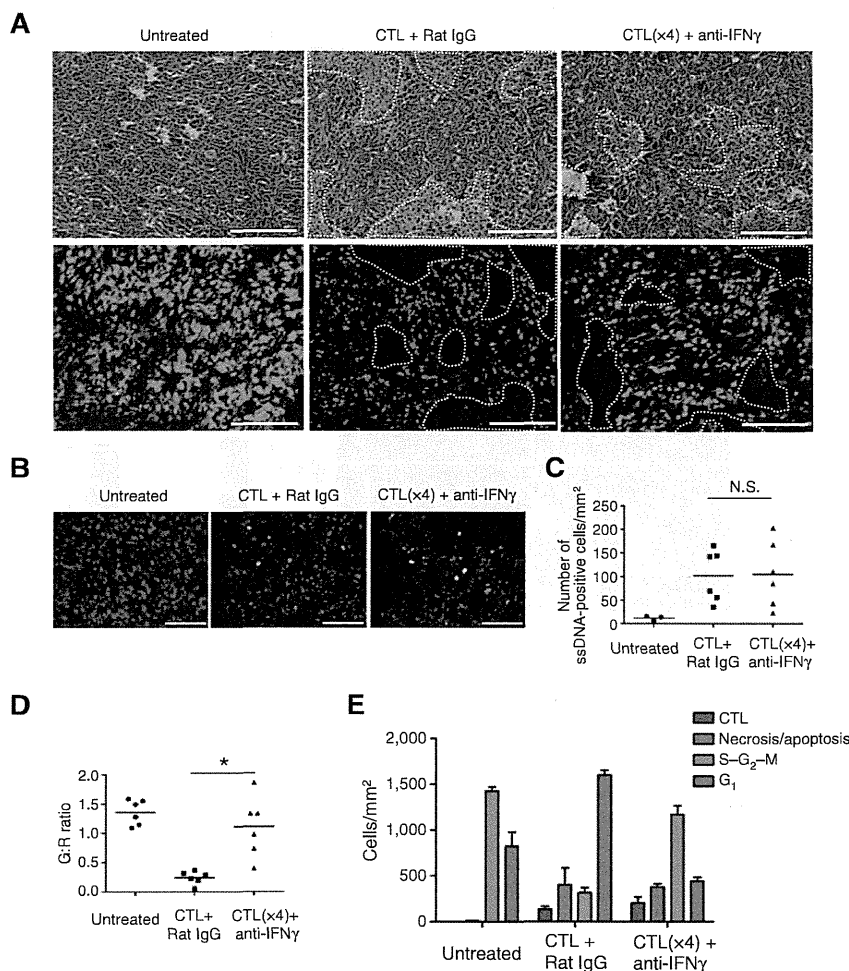 A
Untreated
CTL + Rat IgG
CTL(×4) + anti-IFNγ
B
Untreated
CTL + Rat IgG
CTL(×4) + anti-IFNγ
C
N.S.
Number of
ssDNA-positive cells/mm²
250
200
150
100
50
0
Untreated
CTL+
Rat IgG
CTL(×4)+
anti-IFNγ
D
*
G:R ratio
2.0
1.5
1.0
0.5
0.0
Untreated
CTL+
Rat IgG
CTL(×4)+
anti-IFNγ
E
CTL
Necrosis/apoptosis
S–G₂–M
G₁
Cells/mm²
2,000
1,500
1,000
500
0
Untreated
CTL +
Rat IgG
CTL(×4) +
anti-IFNγ